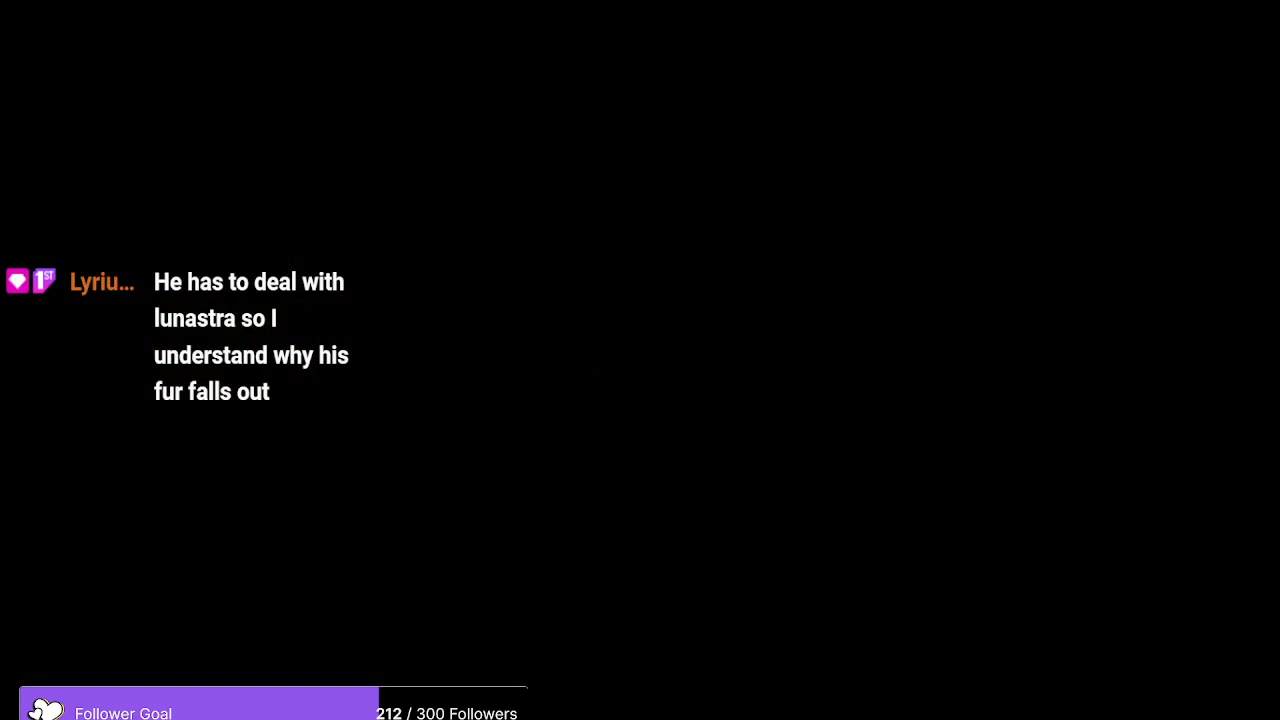 1ST Lyriu... He has to deal with
lunastra so I
understand why his
fur falls out
Follower Goal 212 / 300 Followers